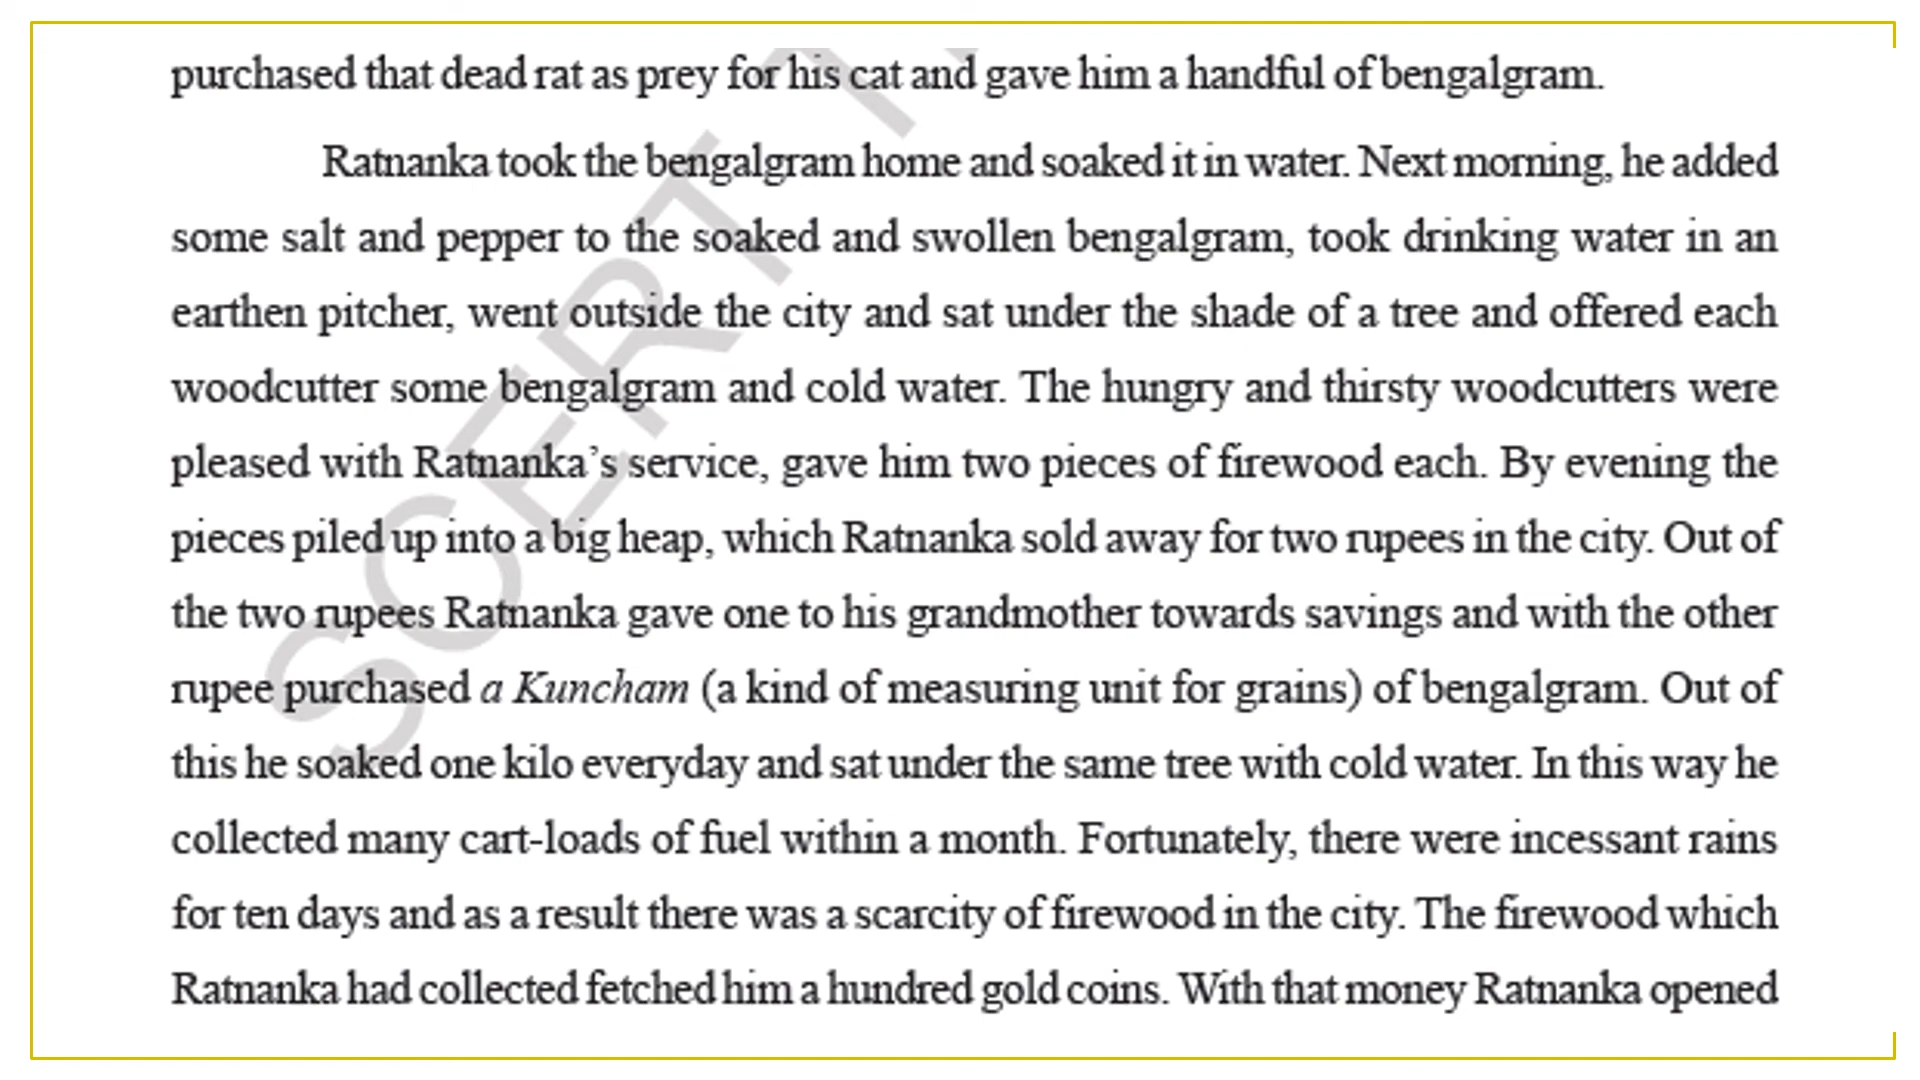 purchased that dead rat as prey for his cat and gave him a handful of bengalgram.
Ratnanka took the bengalgram home and soaked it in water. Next morning, he added
some salt and pepper to the soaked and swollen bengalgram, took drinking water in an
earthen pitcher, went outside the city and sat under the shade of a tree and offered each
woodcutter some bengalgram and cold water. The hungry and thirsty woodcutters were
pleased with Ratnanka’s service, gave him two pieces of firewood each. By evening the
pieces piled up into a big heap, which Ratnanka sold away for two rupees in the city. Out of
the two rupees Ratnanka gave one to his grandmother towards savings and with the other
rupee purchased a Kuncham (a kind of measuring unit for grains) of bengalgram. Out of
this he soaked one kilo everyday and sat under the same tree with cold water. In this way he
collected many cart-loads of fuel within a month. Fortunately, there were incessant rains
for ten days and as a result there was a scarcity of firewood in the city. The firewood which
Ratnanka had collected fetched him a hundred gold coins. With that money Ratnanka opened
SCERT